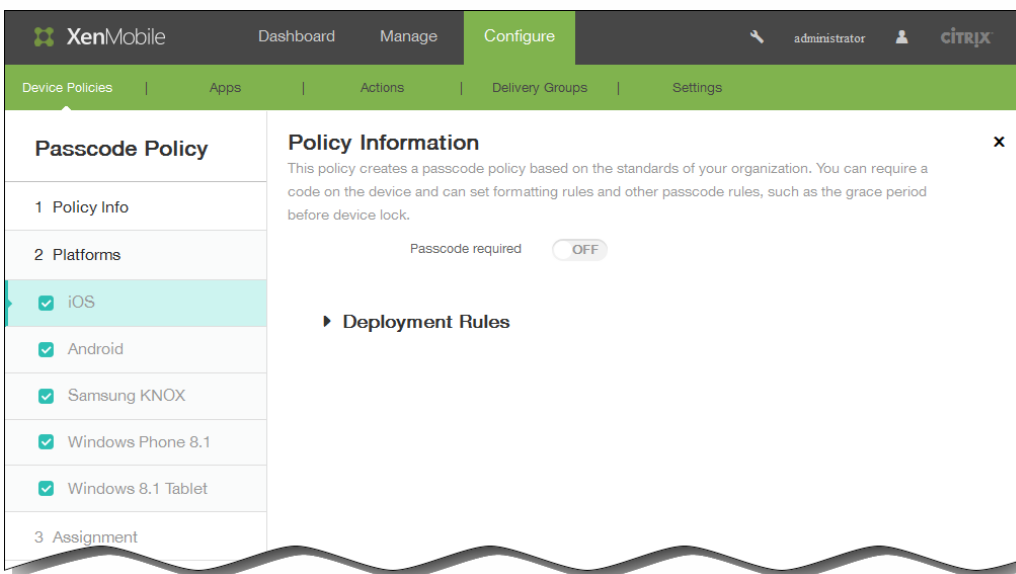 XenMobile Dashboard Manage Configure administrator CITRIX
Device Policies | Apps | Actions | Delivery Groups | Settings
Passcode Policy
1 Policy Info
2 Platforms
iOS
Android
Samsung KNOX
Windows Phone 8.1
Windows 8.1 Tablet
3 Assignment
Policy Information
This policy creates a passcode policy based on the standards of your organization. You can require a
code on the device and can set formatting rules and other passcode rules, such as the grace period
before device lock.
Passcode required OFF
Deployment Rules